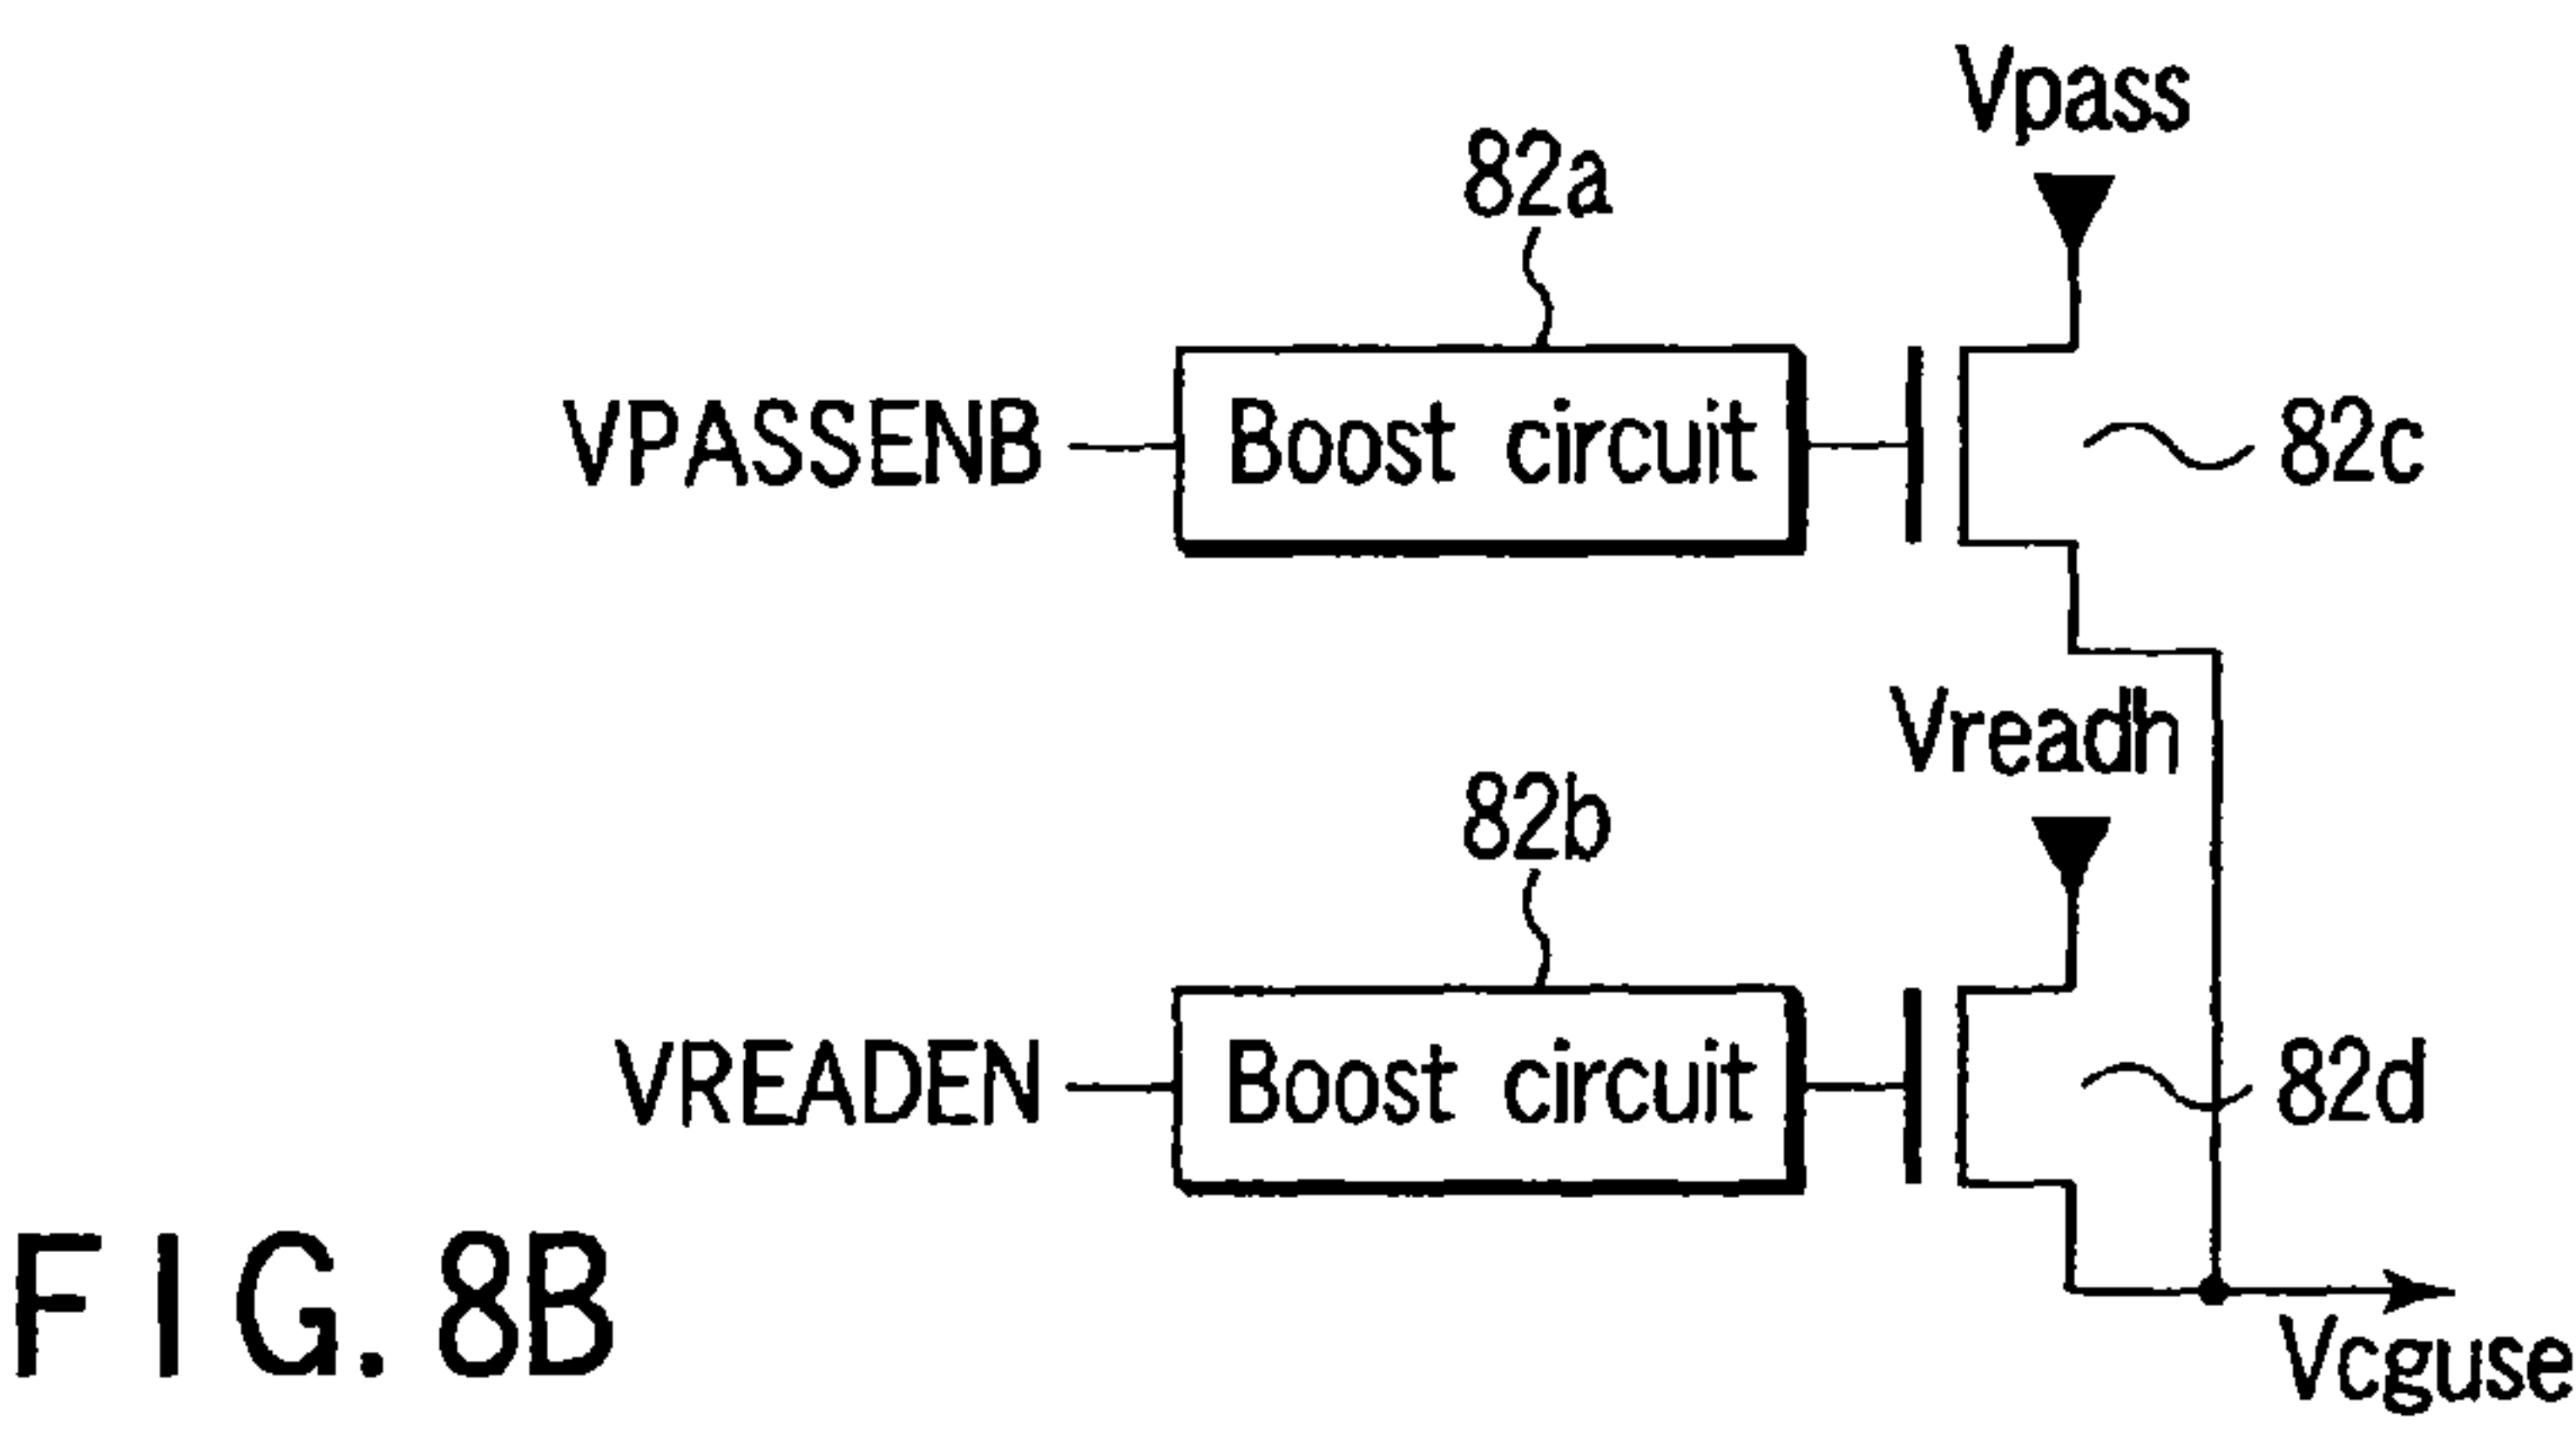 Vpass
82a
VPASSENB
Boost circuit
82c
Vreadh
82b
VREADEN
Boost circuit
82d
Vcguse
FIG. 8B